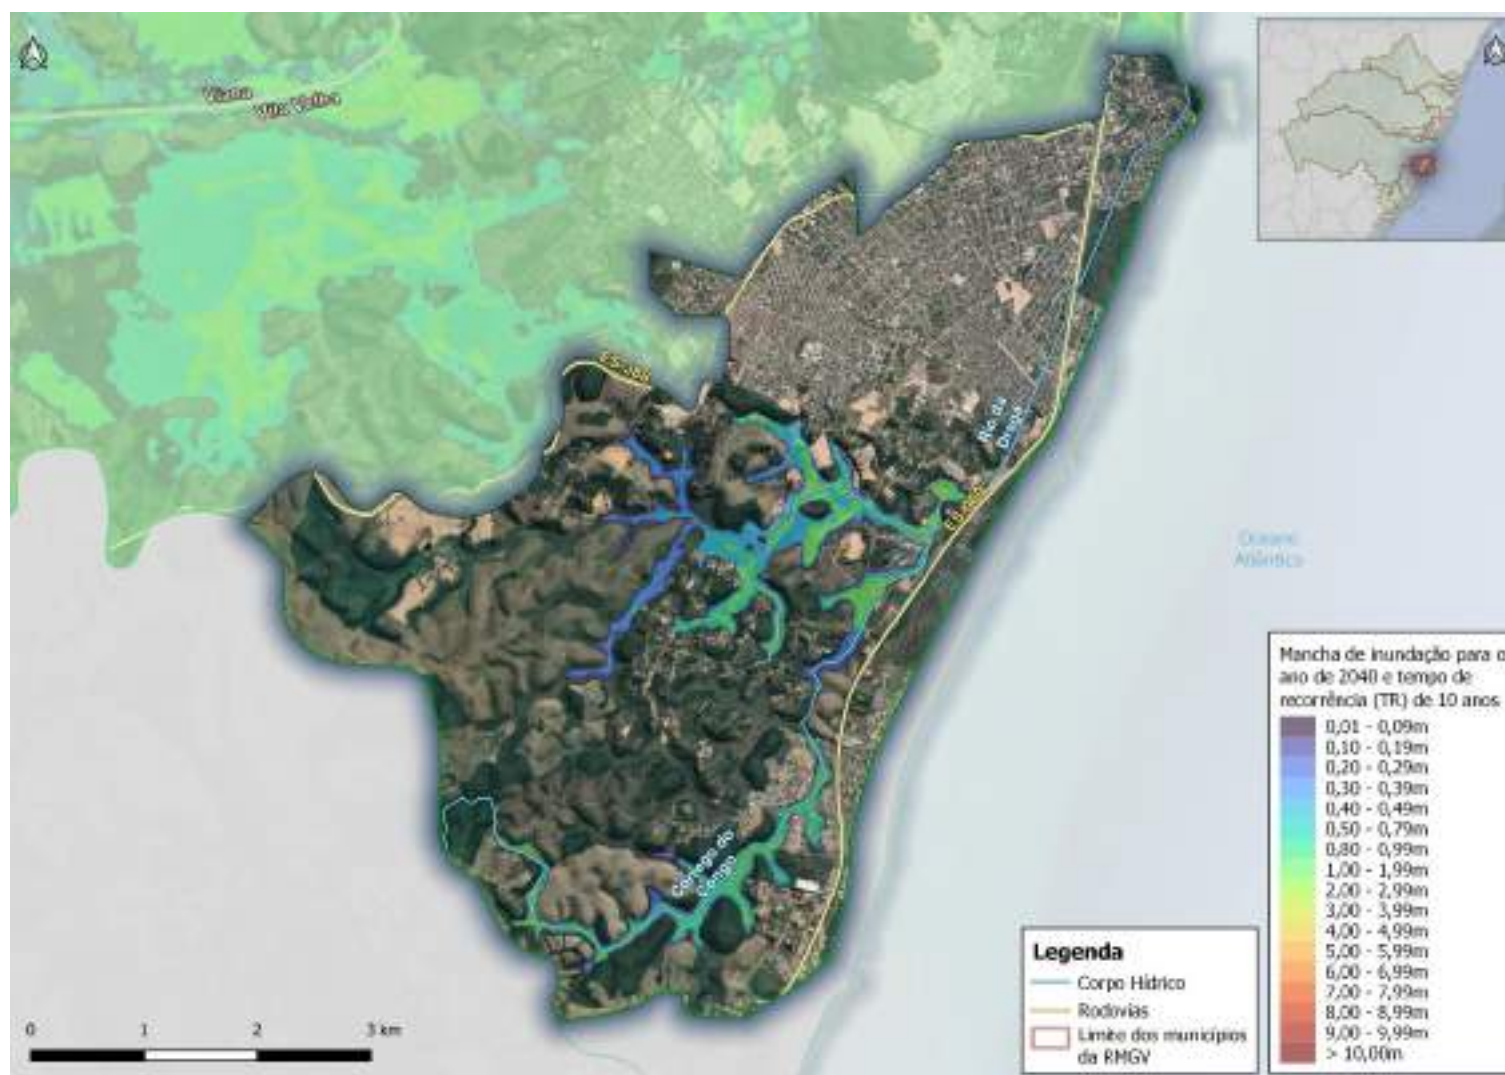 Viana
Vila Velha
ES-388
Rio da
Draga
ES-060
Oceano
Atlântico
Córrego do
Congo
Mancha de inundação para o
ano de 2040 e tempo de
recorrência (TR) de 10 anos
0,01 - 0,09m
0,10 - 0,19m
0,20 - 0,29m
0,30 - 0,39m
0,40 - 0,49m
0,50 - 0,79m
0,80 - 0,99m
1,00 - 1,99m
2,00 - 2,99m
3,00 - 3,99m
4,00 - 4,99m
5,00 - 5,99m
6,00 - 6,99m
7,00 - 7,99m
8,00 - 8,99m
9,00 - 9,99m
> 10,00m
Legenda
Corpo Hídrico
Rodovias
Limite dos municípios
da RMGV
0 1 2 3 km